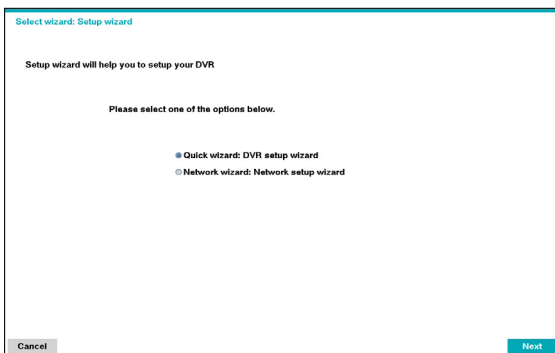 Select wizard: Setup wizard
Setup wizard will help you to setup your DVR
Please select one of the options below.
Quick wizard: DVR setup wizard
Network wizard: Network setup wizard
Cancel
Next